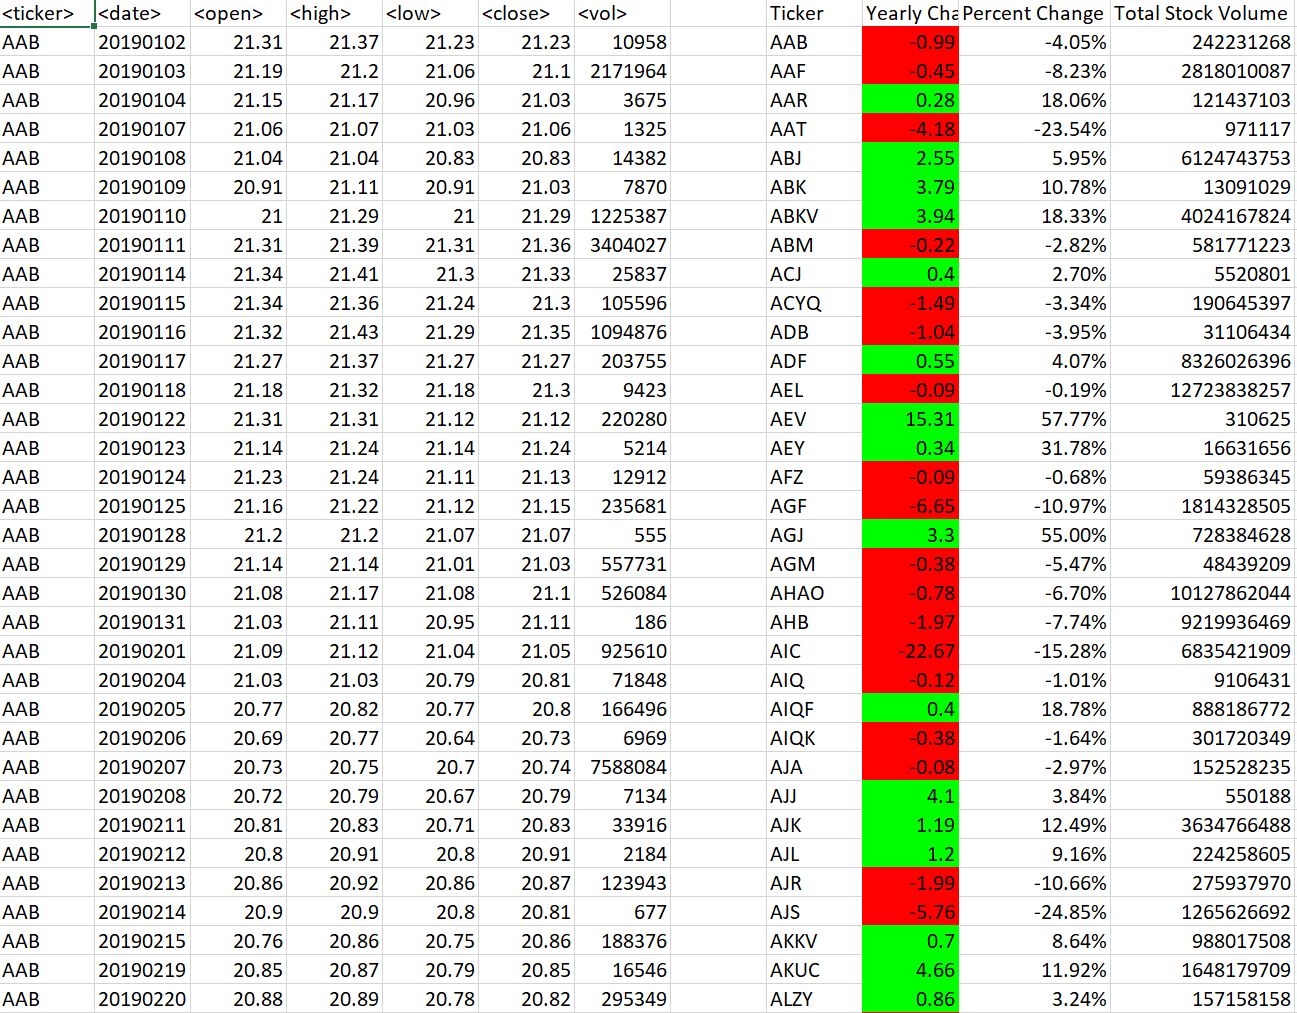 <ticker> <date> <open> <high> <low> <close> <vol> Ticker Yearly Cha Percent Change Total Stock Volume
AAB 20190102 21.31 21.37 21.23 21.23 10958 AAB -0.99 -4.05% 242231268
AAB 20190103 21.19 21.2 21.06 21.1 2171964 AAF -0.45 -8.23% 2818010087
AAB 20190104 21.15 21.17 20.96 21.03 3675 AAR 0.28 18.06% 121437103
AAB 20190107 21.06 21.07 21.03 21.06 1325 AAT -4.18 -23.54% 971117
AAB 20190108 21.04 21.04 20.83 20.83 14382 ABJ 2.55 5.95% 6124743753
AAB 20190109 20.91 21.11 20.91 21.03 7870 ABK 3.79 10.78% 13091029
AAB 20190110 21 21.29 21 21.29 1225387 ABKV 3.94 18.33% 4024167824
AAB 20190111 21.31 21.39 21.31 21.36 3404027 ABM -0.22 -2.82% 581771223
AAB 20190114 21.34 21.41 21.3 21.33 25837 ACJ 0.4 2.70% 5520801
AAB 20190115 21.34 21.36 21.24 21.3 105596 ACYQ -1.49 -3.34% 190645397
AAB 20190116 21.32 21.43 21.29 21.35 1094876 ADB -1.04 -3.95% 31106434
AAB 20190117 21.27 21.37 21.27 21.27 203755 ADF 0.55 4.07% 8326026396
AAB 20190118 21.18 21.32 21.18 21.3 9423 AEL -0.09 -0.19% 12723838257
AAB 20190122 21.31 21.31 21.12 21.12 220280 AEV 15.31 57.77% 310625
AAB 20190123 21.14 21.24 21.14 21.24 5214 AEY 0.34 31.78% 16631656
AAB 20190124 21.23 21.24 21.11 21.13 12912 AFZ -0.09 -0.68% 59386345
AAB 20190125 21.16 21.22 21.12 21.15 235681 AGF -6.65 -10.97% 1814328505
AAB 20190128 21.2 21.2 21.07 21.07 555 AGJ 3.3 55.00% 728384628
AAB 20190129 21.14 21.14 21.01 21.03 557731 AGM -0.38 -5.47% 48439209
AAB 20190130 21.08 21.17 21.08 21.1 526084 AHAO -0.78 -6.70% 10127862044
AAB 20190131 21.03 21.11 20.95 21.11 186 AHB -1.97 -7.74% 9219936469
AAB 20190201 21.09 21.12 21.04 21.05 925610 AIC -22.67 -15.28% 6835421909
AAB 20190204 21.03 21.03 20.79 20.81 71848 AIQ -0.12 -1.01% 9106431
AAB 20190205 20.77 20.82 20.77 20.8 166496 AIQF 0.4 18.78% 888186772
AAB 20190206 20.69 20.77 20.64 20.73 6969 AIQK -0.38 -1.64% 301720349
AAB 20190207 20.73 20.75 20.7 20.74 7588084 AJA -0.08 -2.97% 152528235
AAB 20190208 20.72 20.79 20.67 20.79 7134 AJJ 4.1 3.84% 550188
AAB 20190211 20.81 20.83 20.71 20.83 33916 AJK 1.19 12.49% 3634766488
AAB 20190212 20.8 20.91 20.8 20.91 2184 AJL 1.2 9.16% 224258605
AAB 20190213 20.86 20.92 20.86 20.87 123943 AJR -1.99 -10.66% 275937970
AAB 20190214 20.9 20.9 20.8 20.81 677 AJS -5.76 -24.85% 1265626692
AAB 20190215 20.76 20.86 20.75 20.86 188376 AKKV 0.7 8.64% 988017508
AAB 20190219 20.85 20.87 20.79 20.85 16546 AKUC 4.66 11.92% 1648179709
AAB 20190220 20.88 20.89 20.78 20.82 295349 ALZY 0.86 3.24% 157158158